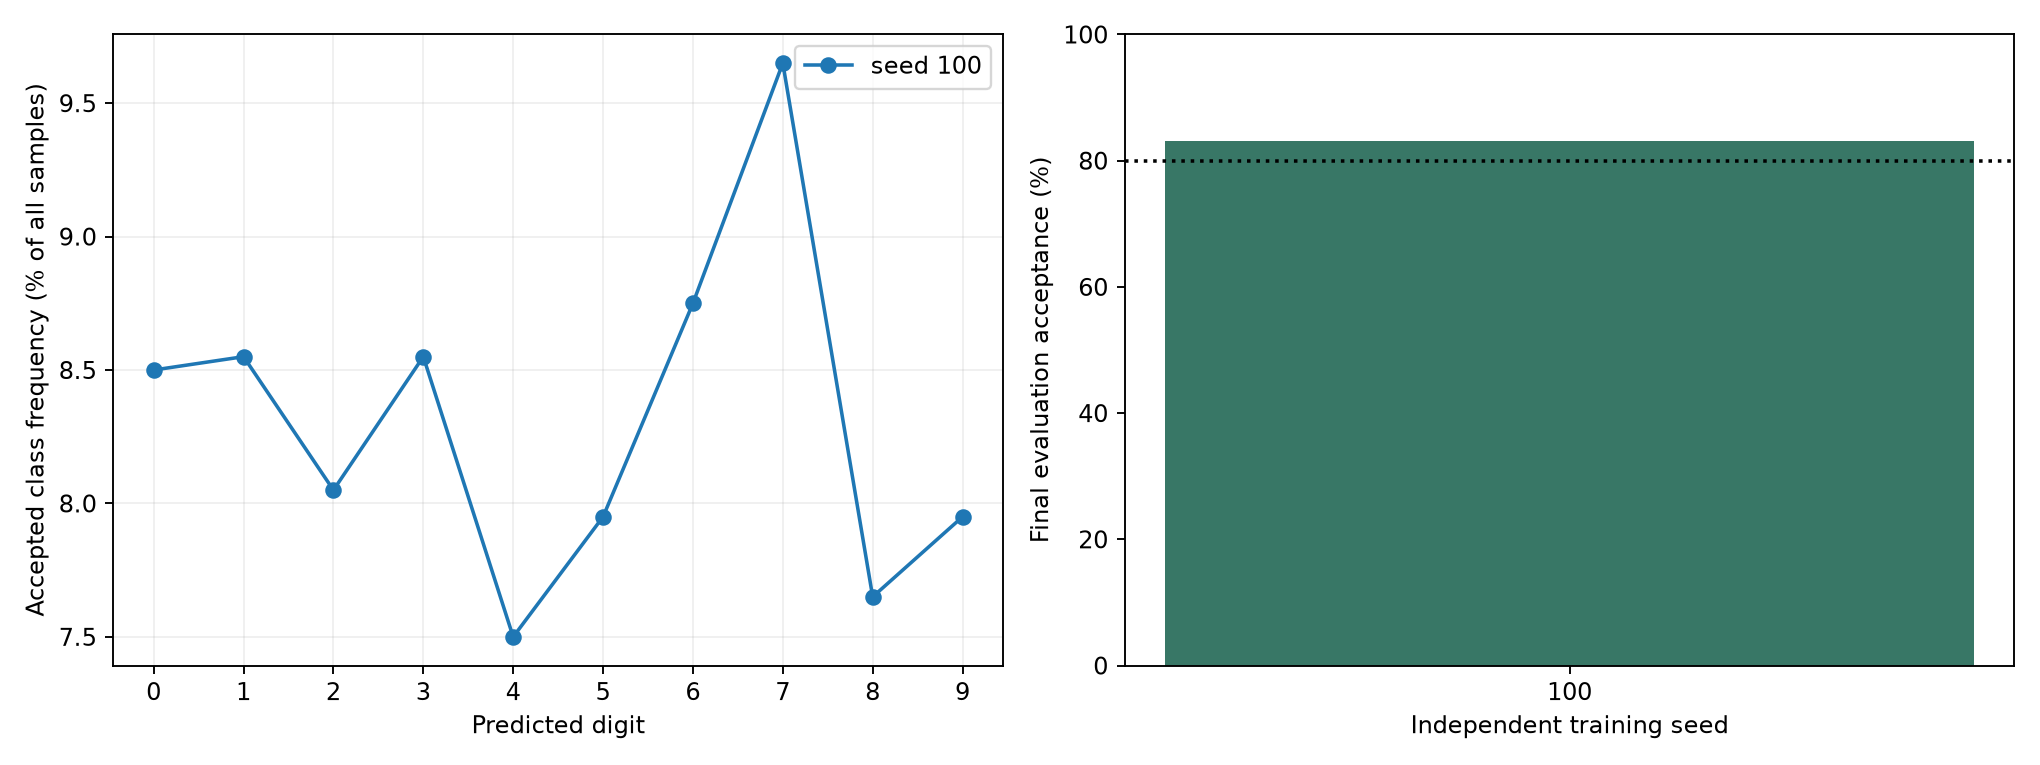 Accepted class frequency (% of all samples)
9.5
9.0
8.5
8.0
7.5
seed 100
0 1 2 3 4 5 6 7 8 9
Predicted digit
Final evaluation acceptance (%)
100
80
60
40
20
0
100
Independent training seed